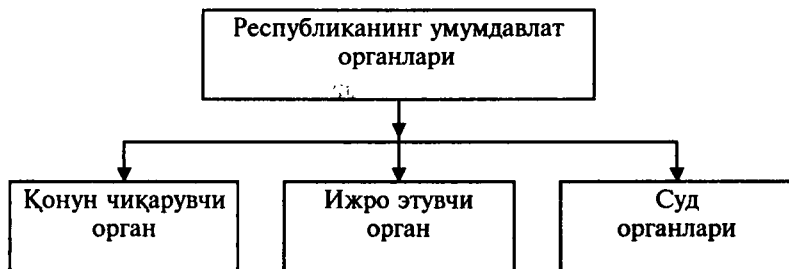 Республиканинг умумдавлат
органлари
Қонун чиқарувчи
орган
Ижро этувчи
орган
Суд
органлари